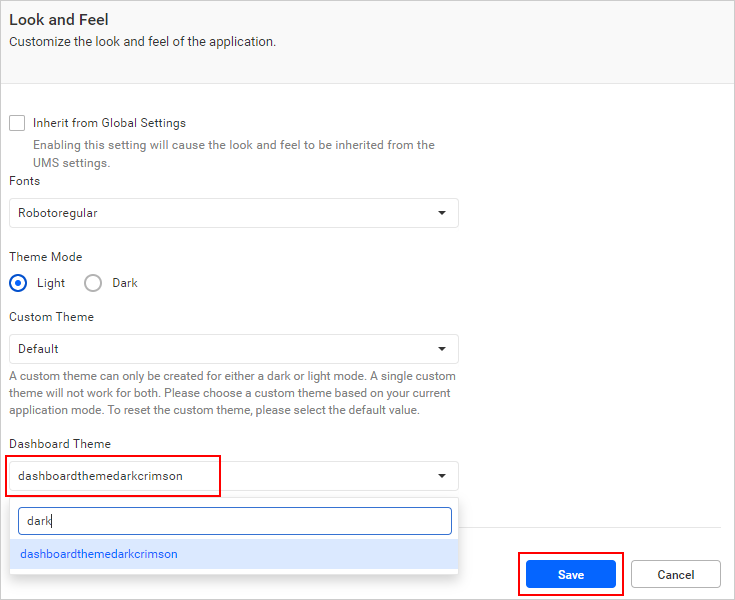 Look and Feel
Customize the look and feel of the application.
Inherit from Global Settings
Enabling this setting will cause the look and feel to be inherited from the
UMS settings.
Fonts
Robotoregular
Theme Mode
Light Dark
Custom Theme
Default
A custom theme can only be created for either a dark or light mode. A single custom
theme will not work for both. Please choose a custom theme based on your current
application mode. To reset the custom theme, please select the default value.
Dashboard Theme
dashboardthemedarkcrimson
dark
dashboardthemedarkcrimson
Save Cancel